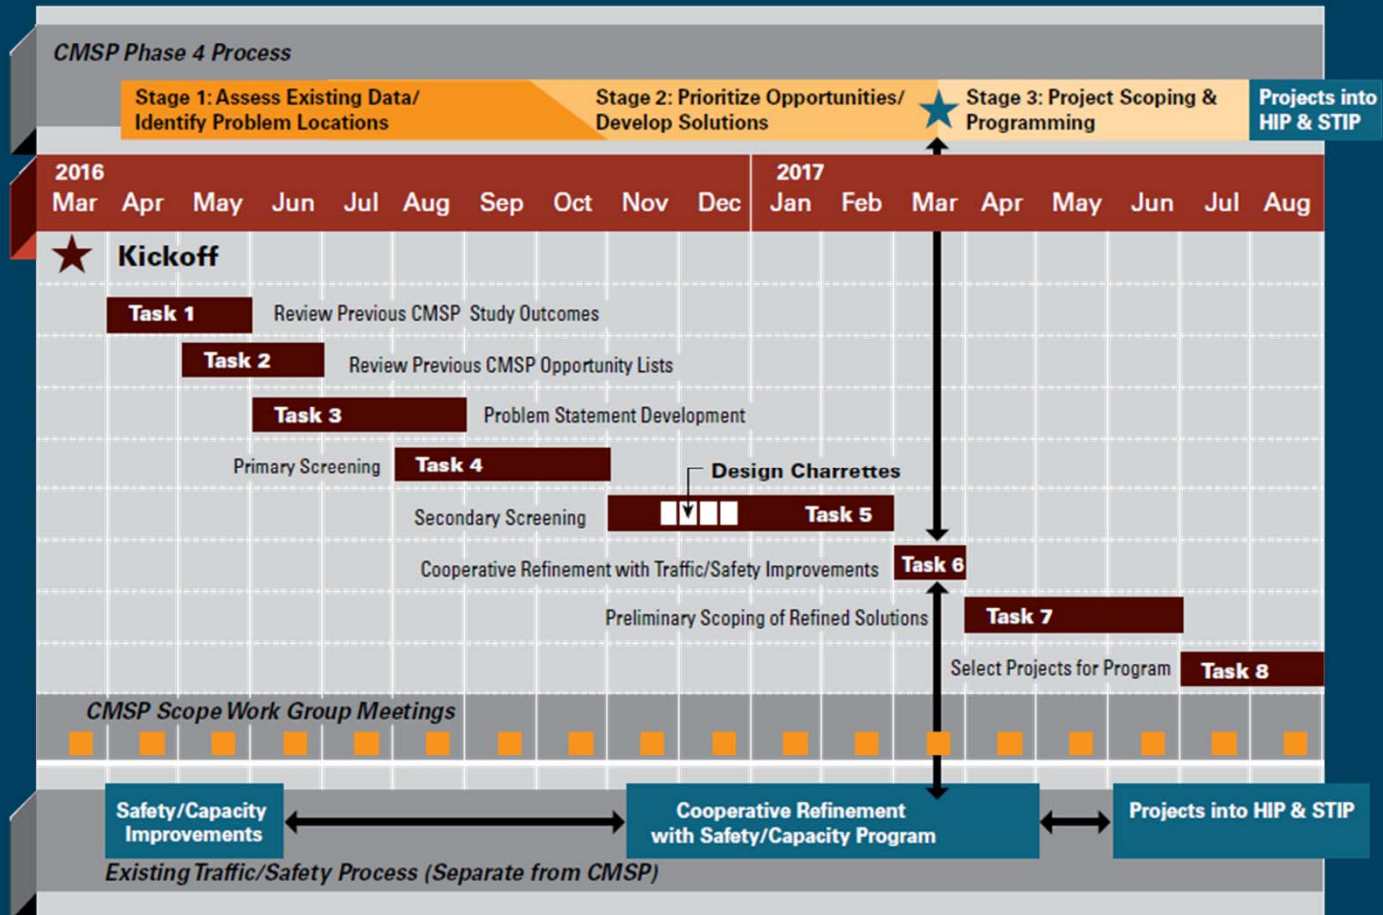 CMSP Phase 4 Process
Stage 1: Assess Existing Data/
Identify Problem Locations
Stage 2: Prioritize Opportunities/
Develop Solutions
Stage 3: Project Scoping &
Programming
Projects into
HIP & STIP
2016
2017
Mar Apr May Jun Jul Aug Sep Oct Nov Dec Jan Feb Mar Apr May Jun Jul Aug
Kickoff
Task 1 Review Previous CMSP Study Outcomes
Task 2 Review Previous CMSP Opportunity Lists
Task 3 Problem Statement Development
Primary Screening Task 4
Design Charrettes
Secondary Screening Task 5
Cooperative Refinement with Traffic/Safety Improvements Task 6
Preliminary Scoping of Refined Solutions Task 7
Select Projects for Program Task 8
CMSP Scope Work Group Meetings
Safety/Capacity
Improvements
Cooperative Refinement
with Safety/Capacity Program
Projects into HIP & STIP
Existing Traffic/Safety Process (Separate from CMSP)